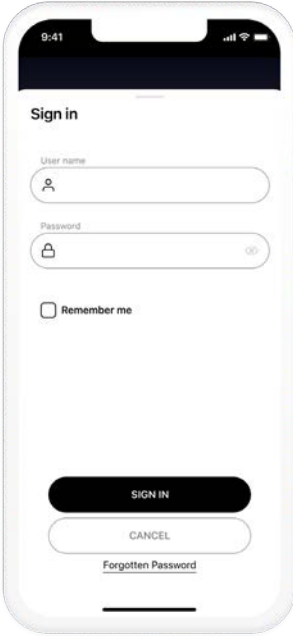 9:41
Sign in
User name
Password
Remember me
SIGN IN
CANCEL
Forgotten Password